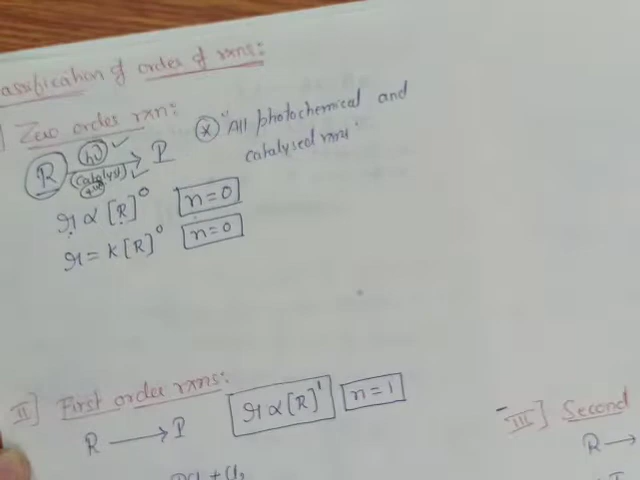 assification of order of rxns:
] Zero order rxn:
R hν catalyst → P
* "All photochemical and
catalysed rxns"
r ∝ [R]⁰ n=0
r = K[R]⁰ n=0
II] First order rxns:
r ∝ [R]¹ n=1
R → P
III] Second
R →